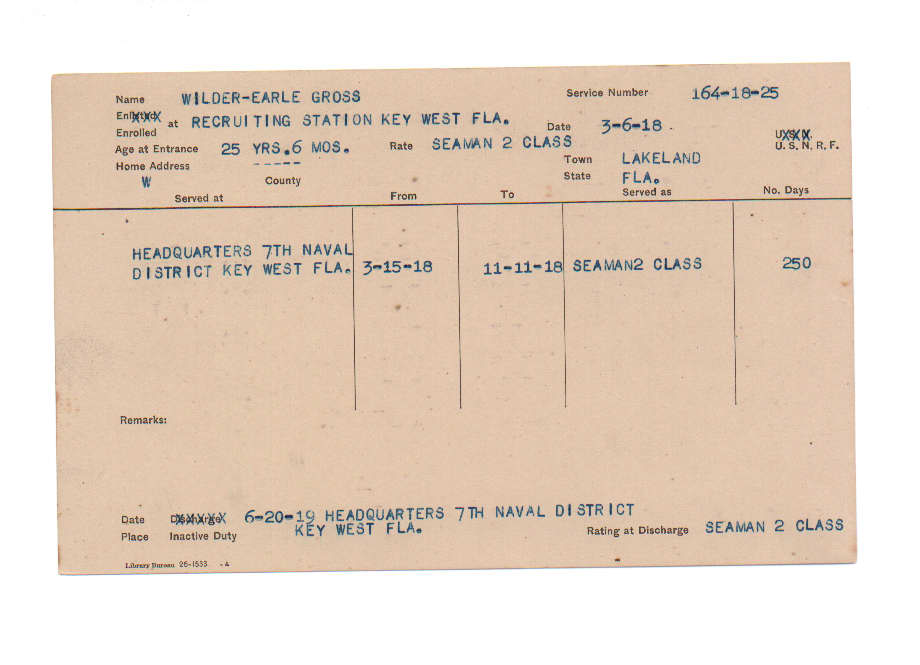 Name WILDER-EARLE GROSS Service Number 164-18-25
Enlisted XXX
Enrolled at RECRUITING STATION KEY WEST FLA. Date 3-6-18. U.S.N. XXX
Age at Entrance 25 YRS.6 MOS. Rate SEAMAN 2 CLASS U. S. N. R. F.
Home Address ----- Town LAKELAND
W County State FLA.
Served at From To Served as No. Days
HEADQUARTERS 7TH NAVAL
DISTRICT KEY WEST FLA. 3-15-18 11-11-18 SEAMAN2 CLASS 250
Remarks:
Date Discharge XXXXX 6-20-19 HEADQUARTERS 7TH NAVAL DISTRICT
Place Inactive Duty KEY WEST FLA. Rating at Discharge SEAMAN 2 CLASS
Library Bureau 26-1533 -A